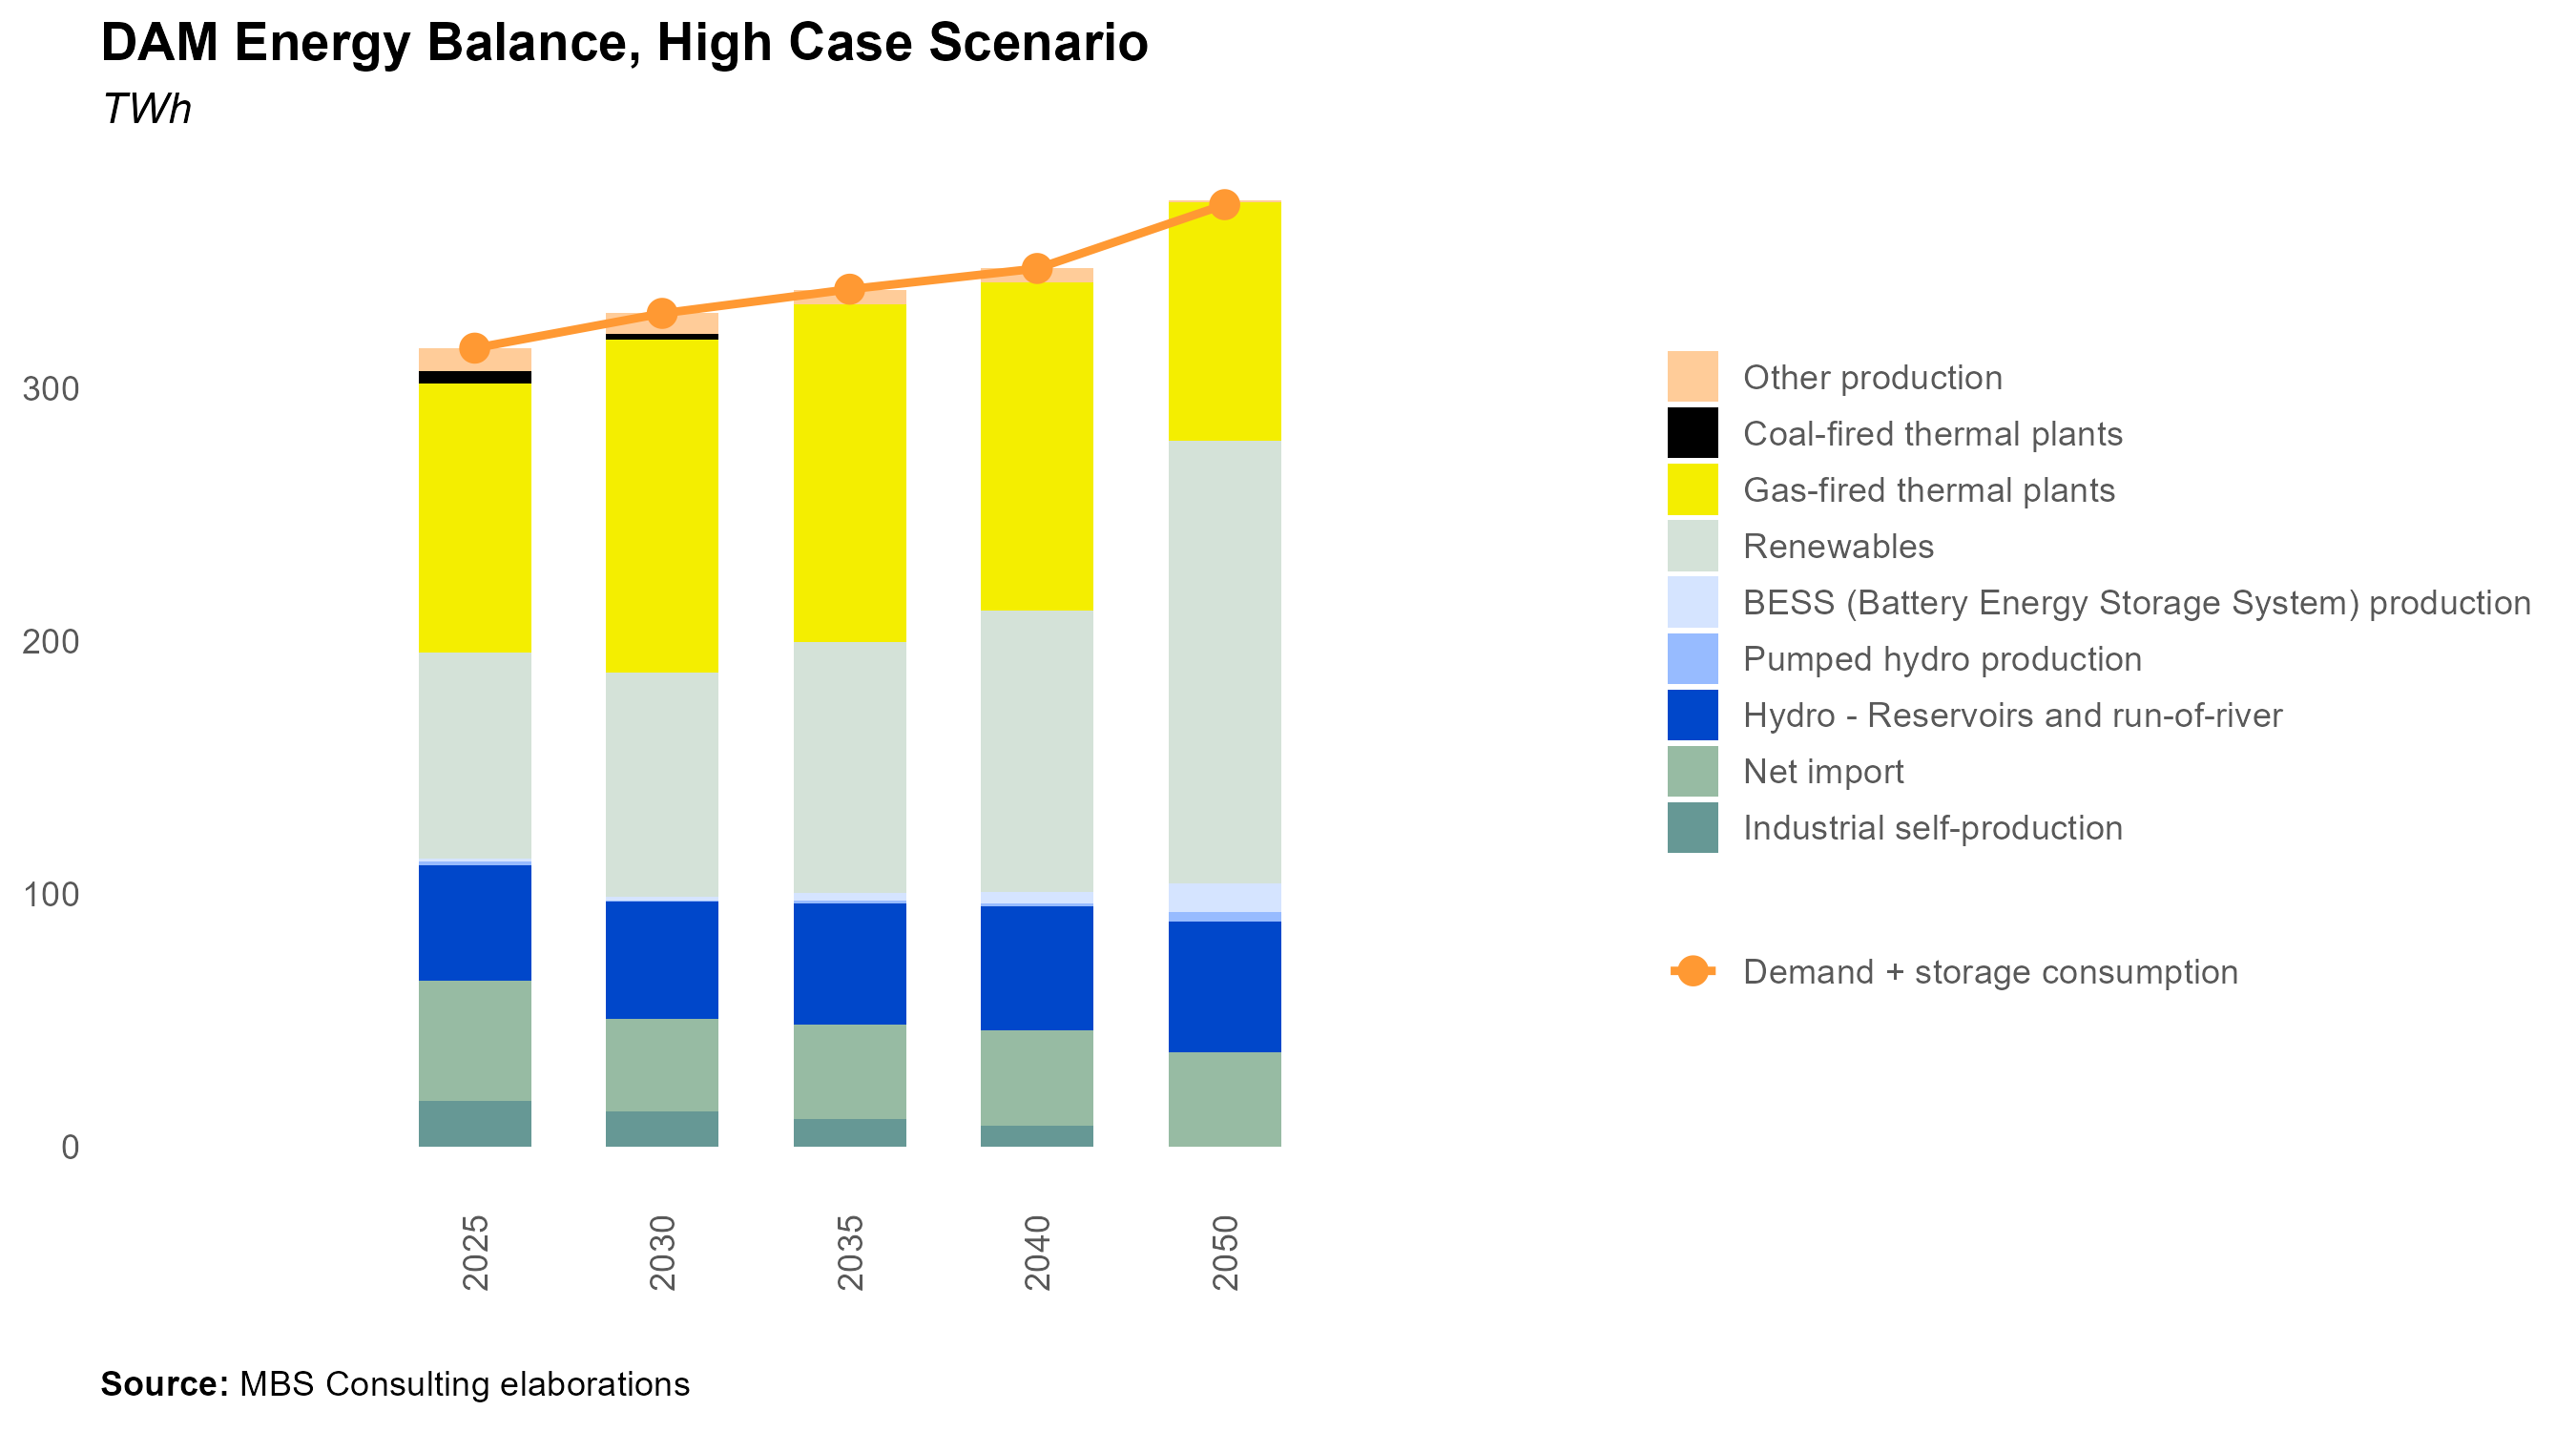 DAM Energy Balance, High Case Scenario
TWh
300
200
100
0
2025
2030
2035
2040
2050
Other production
Coal-fired thermal plants
Gas-fired thermal plants
Renewables
BESS (Battery Energy Storage System) production
Pumped hydro production
Hydro - Reservoirs and run-of-river
Net import
Industrial self-production
Demand + storage consumption
Source: MBS Consulting elaborations